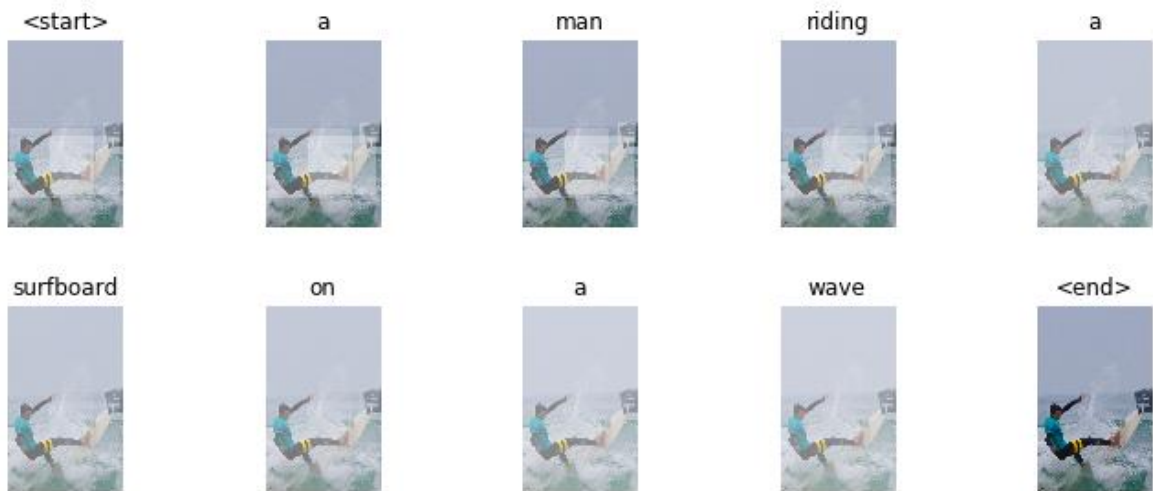 <start> a man riding a
surfboard on a wave <end>